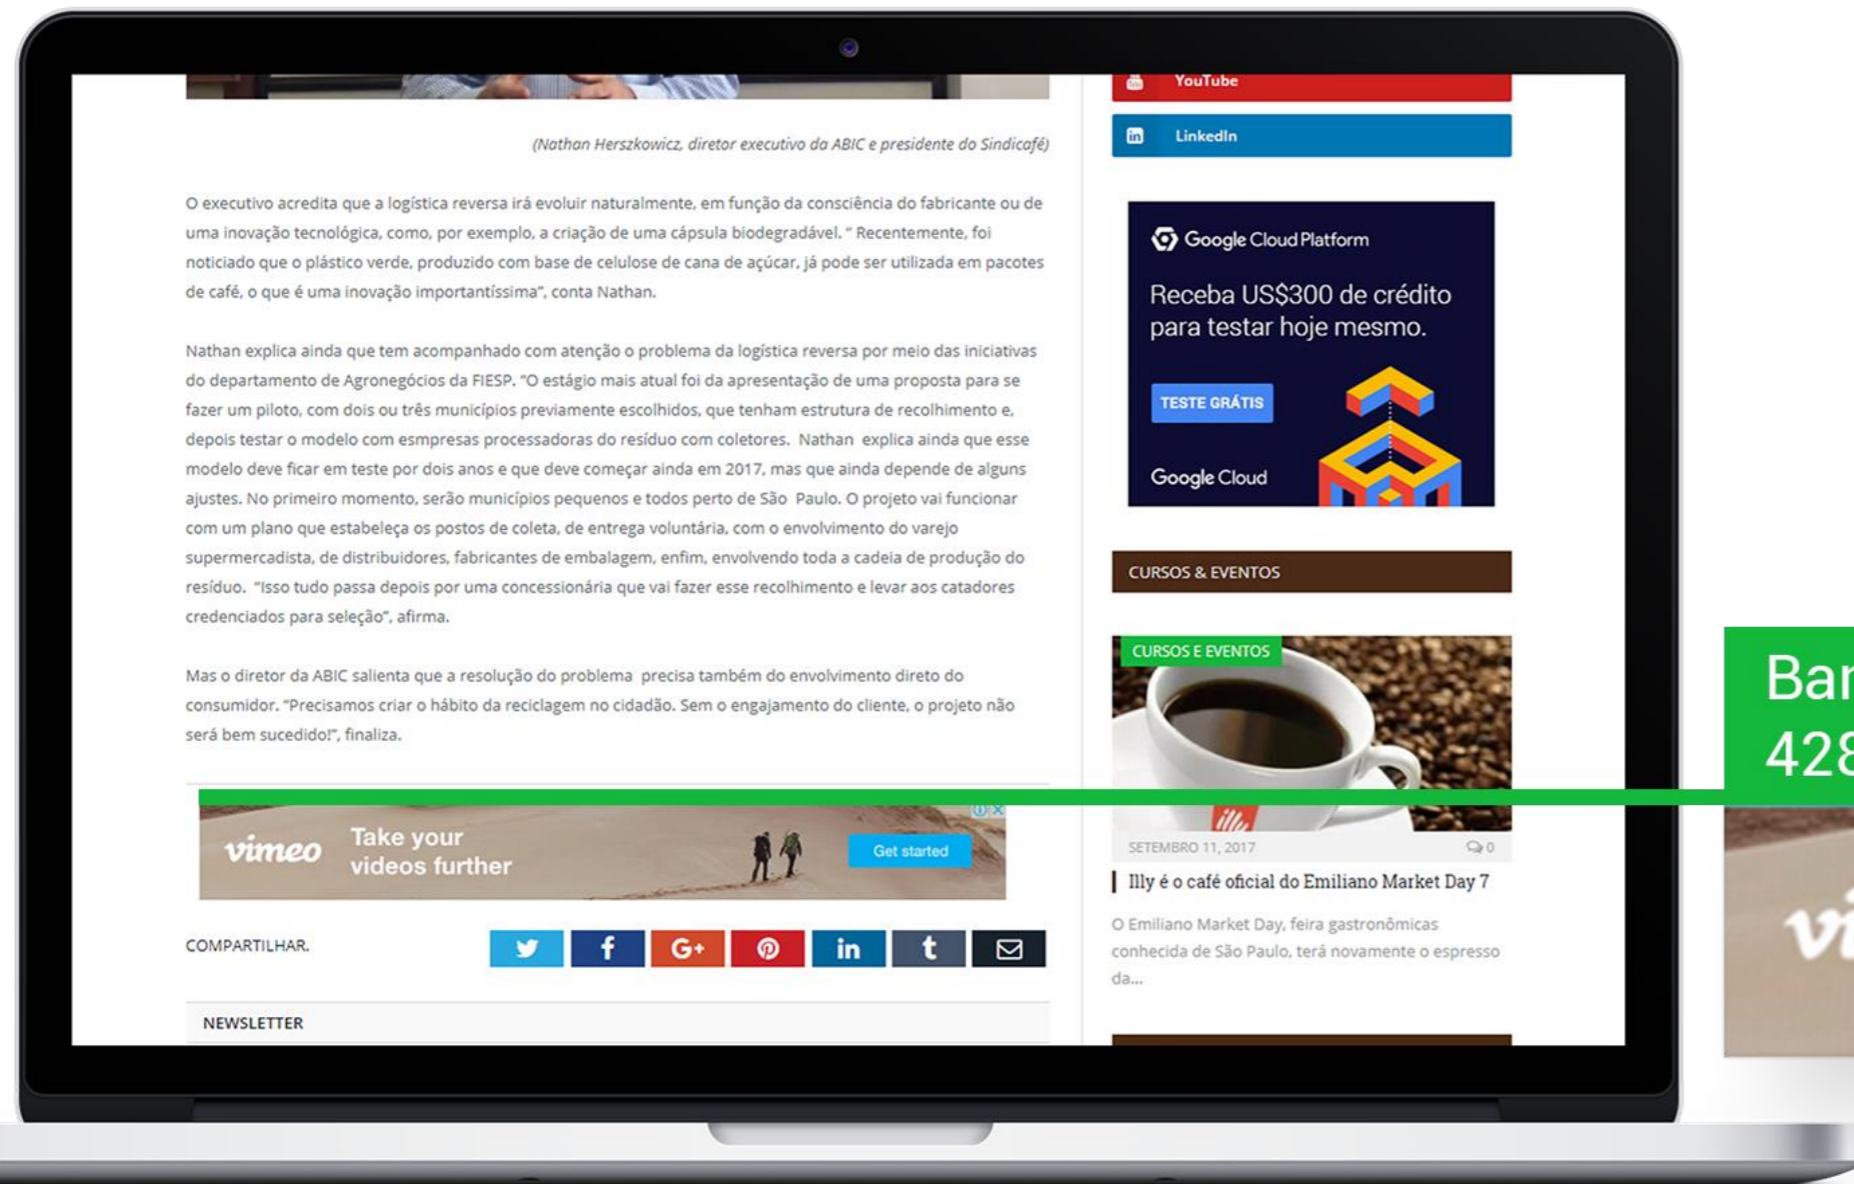 (Nathan Herszkowicz, diretor executivo da ABIC e presidente do Sindicafé)
O executivo acredita que a logística reversa irá evoluir naturalmente, em função da consciência do fabricante ou de
uma inovação tecnológica, como, por exemplo, a criação de uma cápsula biodegradável. “ Recentemente, foi
noticiado que o plástico verde, produzido com base de celulose de cana de açúcar, já pode ser utilizada em pacotes
de café, o que é uma inovação importantíssima”, conta Nathan.
Nathan explica ainda que tem acompanhado com atenção o problema da logística reversa por meio das iniciativas
do departamento de Agronegócios da FIESP. “O estágio mais atual foi da apresentação de uma proposta para se
fazer um piloto, com dois ou três municípios previamente escolhidos, que tenham estrutura de recolhimento e,
depois testar o modelo com esmpresas processadoras do resíduo com coletores. Nathan explica ainda que esse
modelo deve ficar em teste por dois anos e que deve começar ainda em 2017, mas que ainda depende de alguns
ajustes. No primeiro momento, serão municípios pequenos e todos perto de São Paulo. O projeto vai funcionar
com um plano que estabeleça os postos de coleta, de entrega voluntária, com o envolvimento do varejo
supermercadista, de distribuidores, fabricantes de embalagem, enfim, envolvendo toda a cadeia de produção do
resíduo. “Isso tudo passa depois por uma concessionária que vai fazer esse recolhimento e levar aos catadores
credenciados para seleção”, afirma.
Mas o diretor da ABIC salienta que a resolução do problema precisa também do envolvimento direto do
consumidor. “Precisamos criar o hábito da reciclagem no cidadão. Sem o engajamento do cliente, o projeto não
será bem sucedido!”, finaliza.
vimeo
Take your
videos further
Get started
COMPARTILHAR.
f
G+
in
t
NEWSLETTER
YouTube
in LinkedIn
Google Cloud Platform
Receba US$300 de crédito
para testar hoje mesmo.
TESTE GRÁTIS
Google Cloud
CURSOS & EVENTOS
CURSOS E EVENTOS
illy
SETEMBRO 11, 2017
0
Illy é o café oficial do Emiliano Market Day 7
O Emiliano Market Day, feira gastronômicas
conhecida de São Paulo, terá novamente o espresso
da...